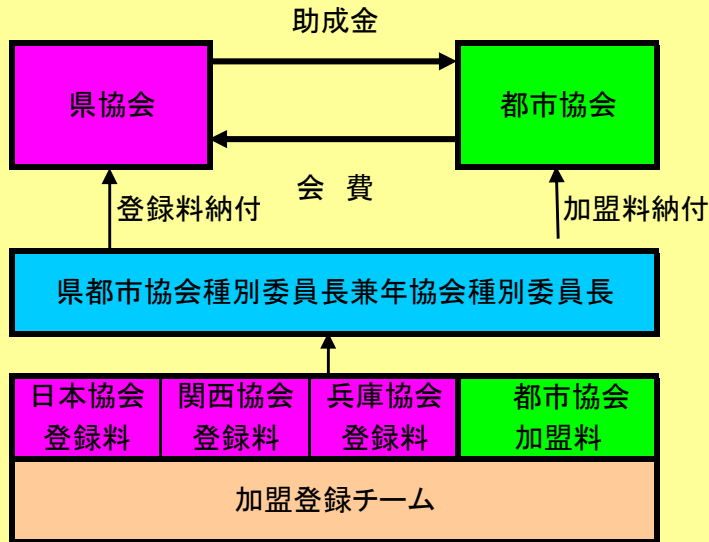 助成金
県協会
都市協会
会 費
登録料納付
加盟料納付
県都市協会種別委員長兼年協会種別委員長
日本協会
登録料
関西協会
登録料
兵庫協会
登録料
都市協会
加盟料
加盟登録チーム